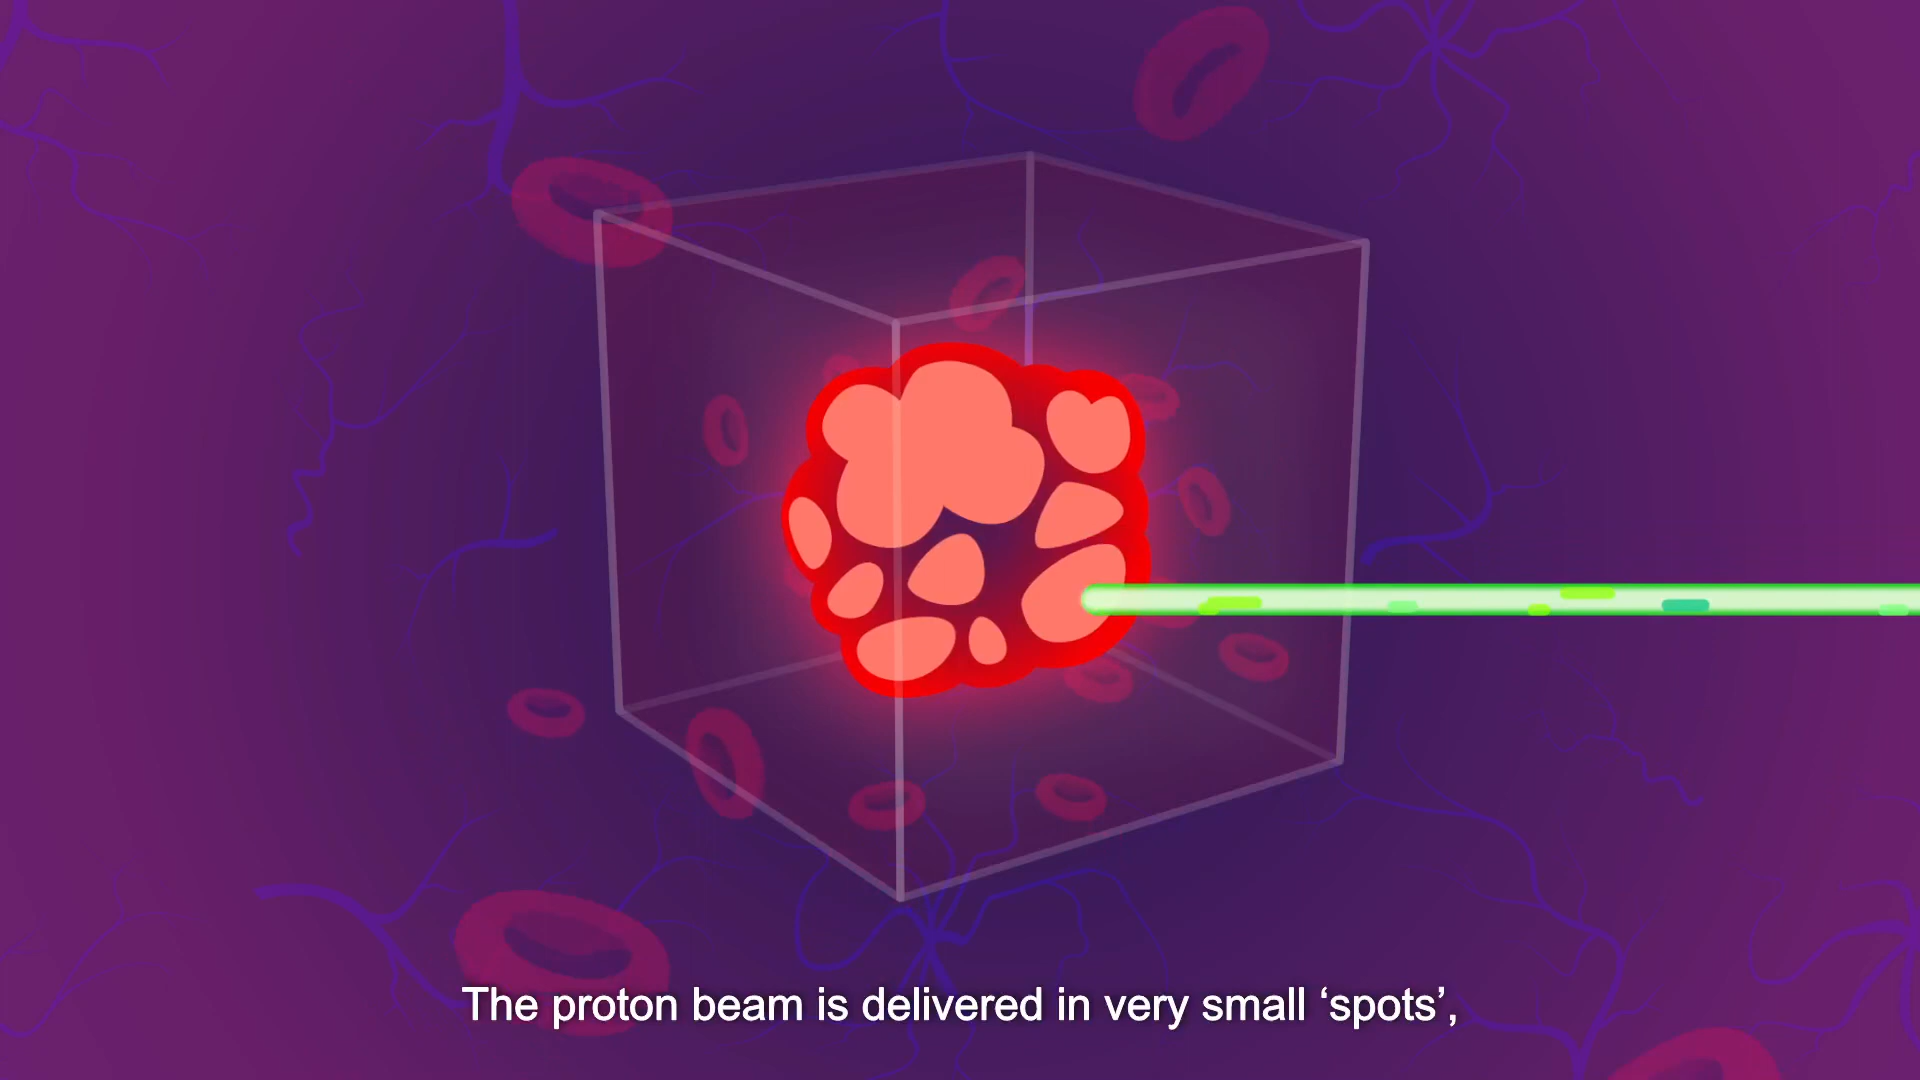 The proton beam is delivered in very small ‘spots’,